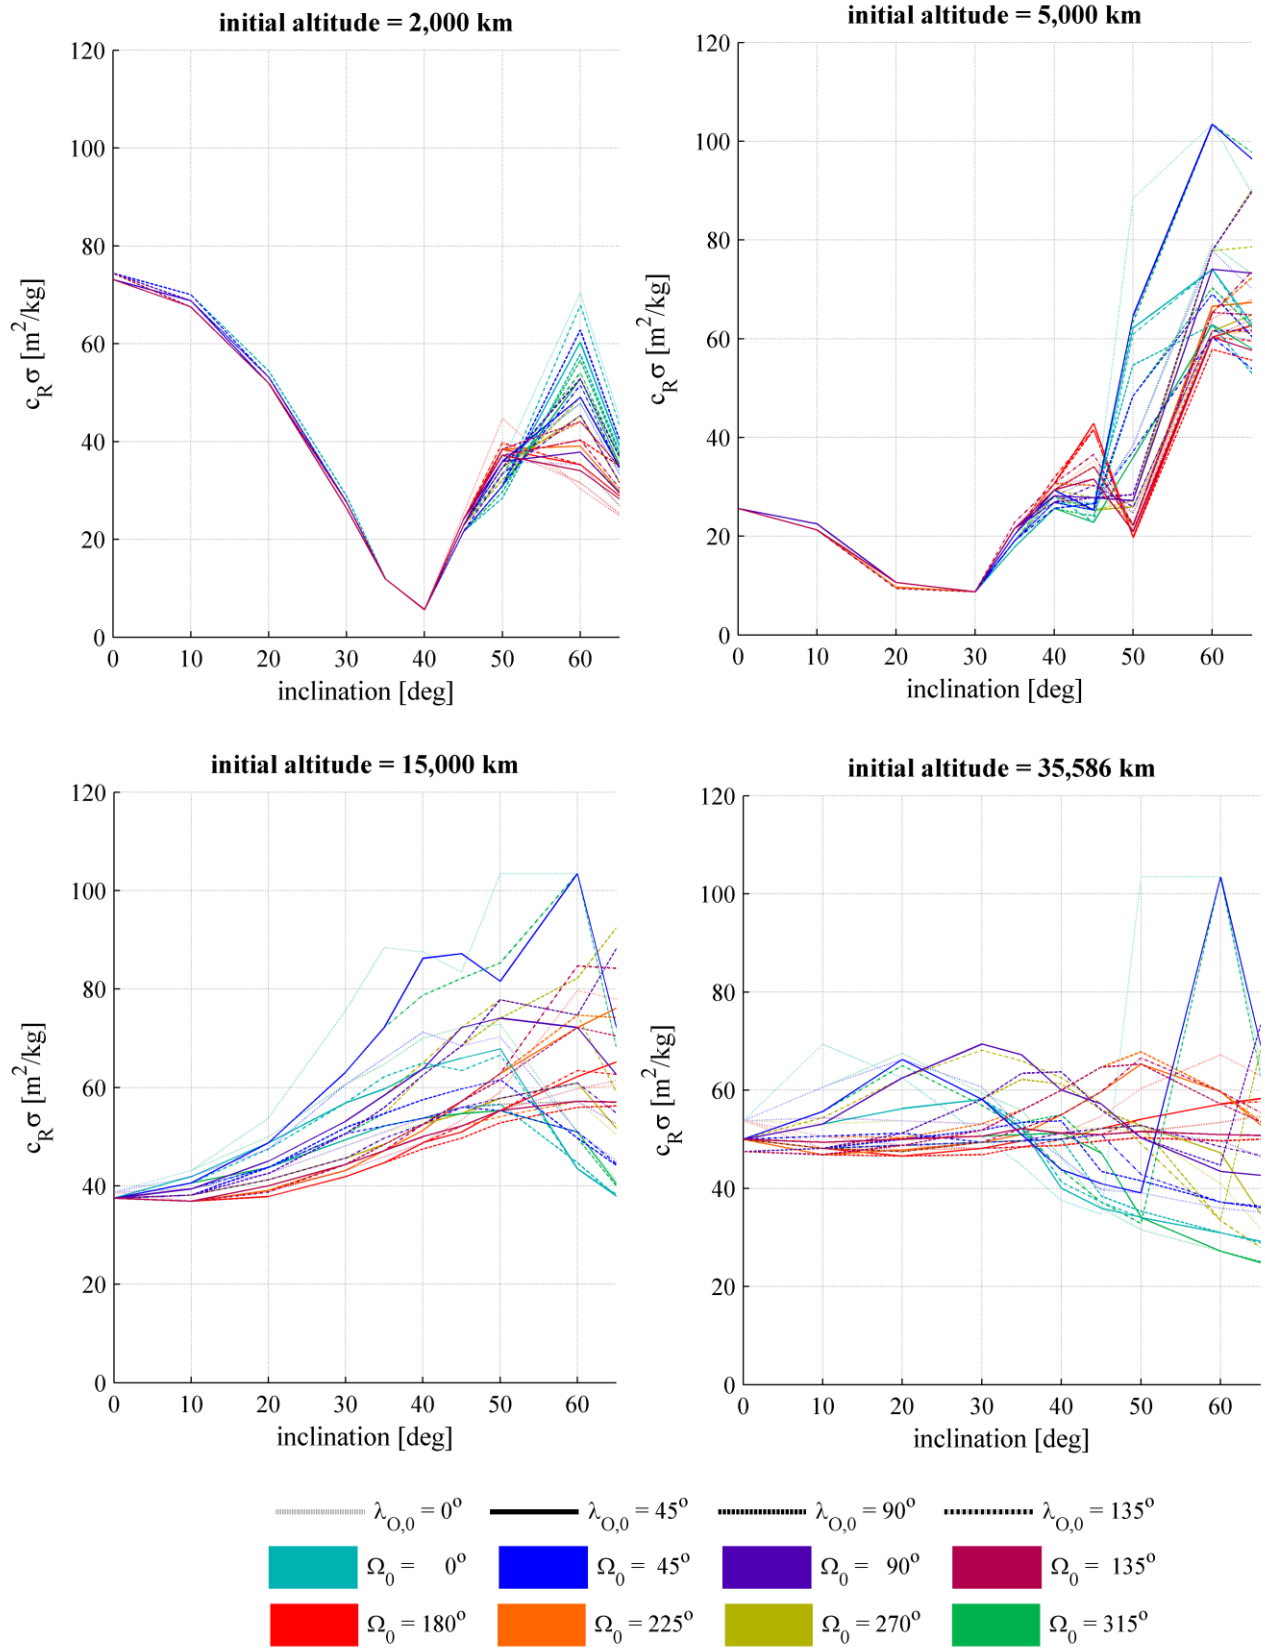 initial altitude = 2,000 km
120
100
80
60
40
20
0
c_R σ [m²/kg]
0 10 20 30 40 50 60
inclination [deg]
initial altitude = 5,000 km
120
100
80
60
40
20
0
c_R σ [m²/kg]
0 10 20 30 40 50 60
inclination [deg]
initial altitude = 15,000 km
120
100
80
60
40
20
0
c_R σ [m²/kg]
0 10 20 30 40 50 60
inclination [deg]
initial altitude = 35,586 km
120
100
80
60
40
20
0
c_R σ [m²/kg]
0 10 20 30 40 50 60
inclination [deg]
λ_O,0 = 0° λ_O,0 = 45° λ_O,0 = 90° λ_O,0 = 135°
Ω_0 = 0° Ω_0 = 45° Ω_0 = 90° Ω_0 = 135°
Ω_0 = 180° Ω_0 = 225° Ω_0 = 270° Ω_0 = 315°